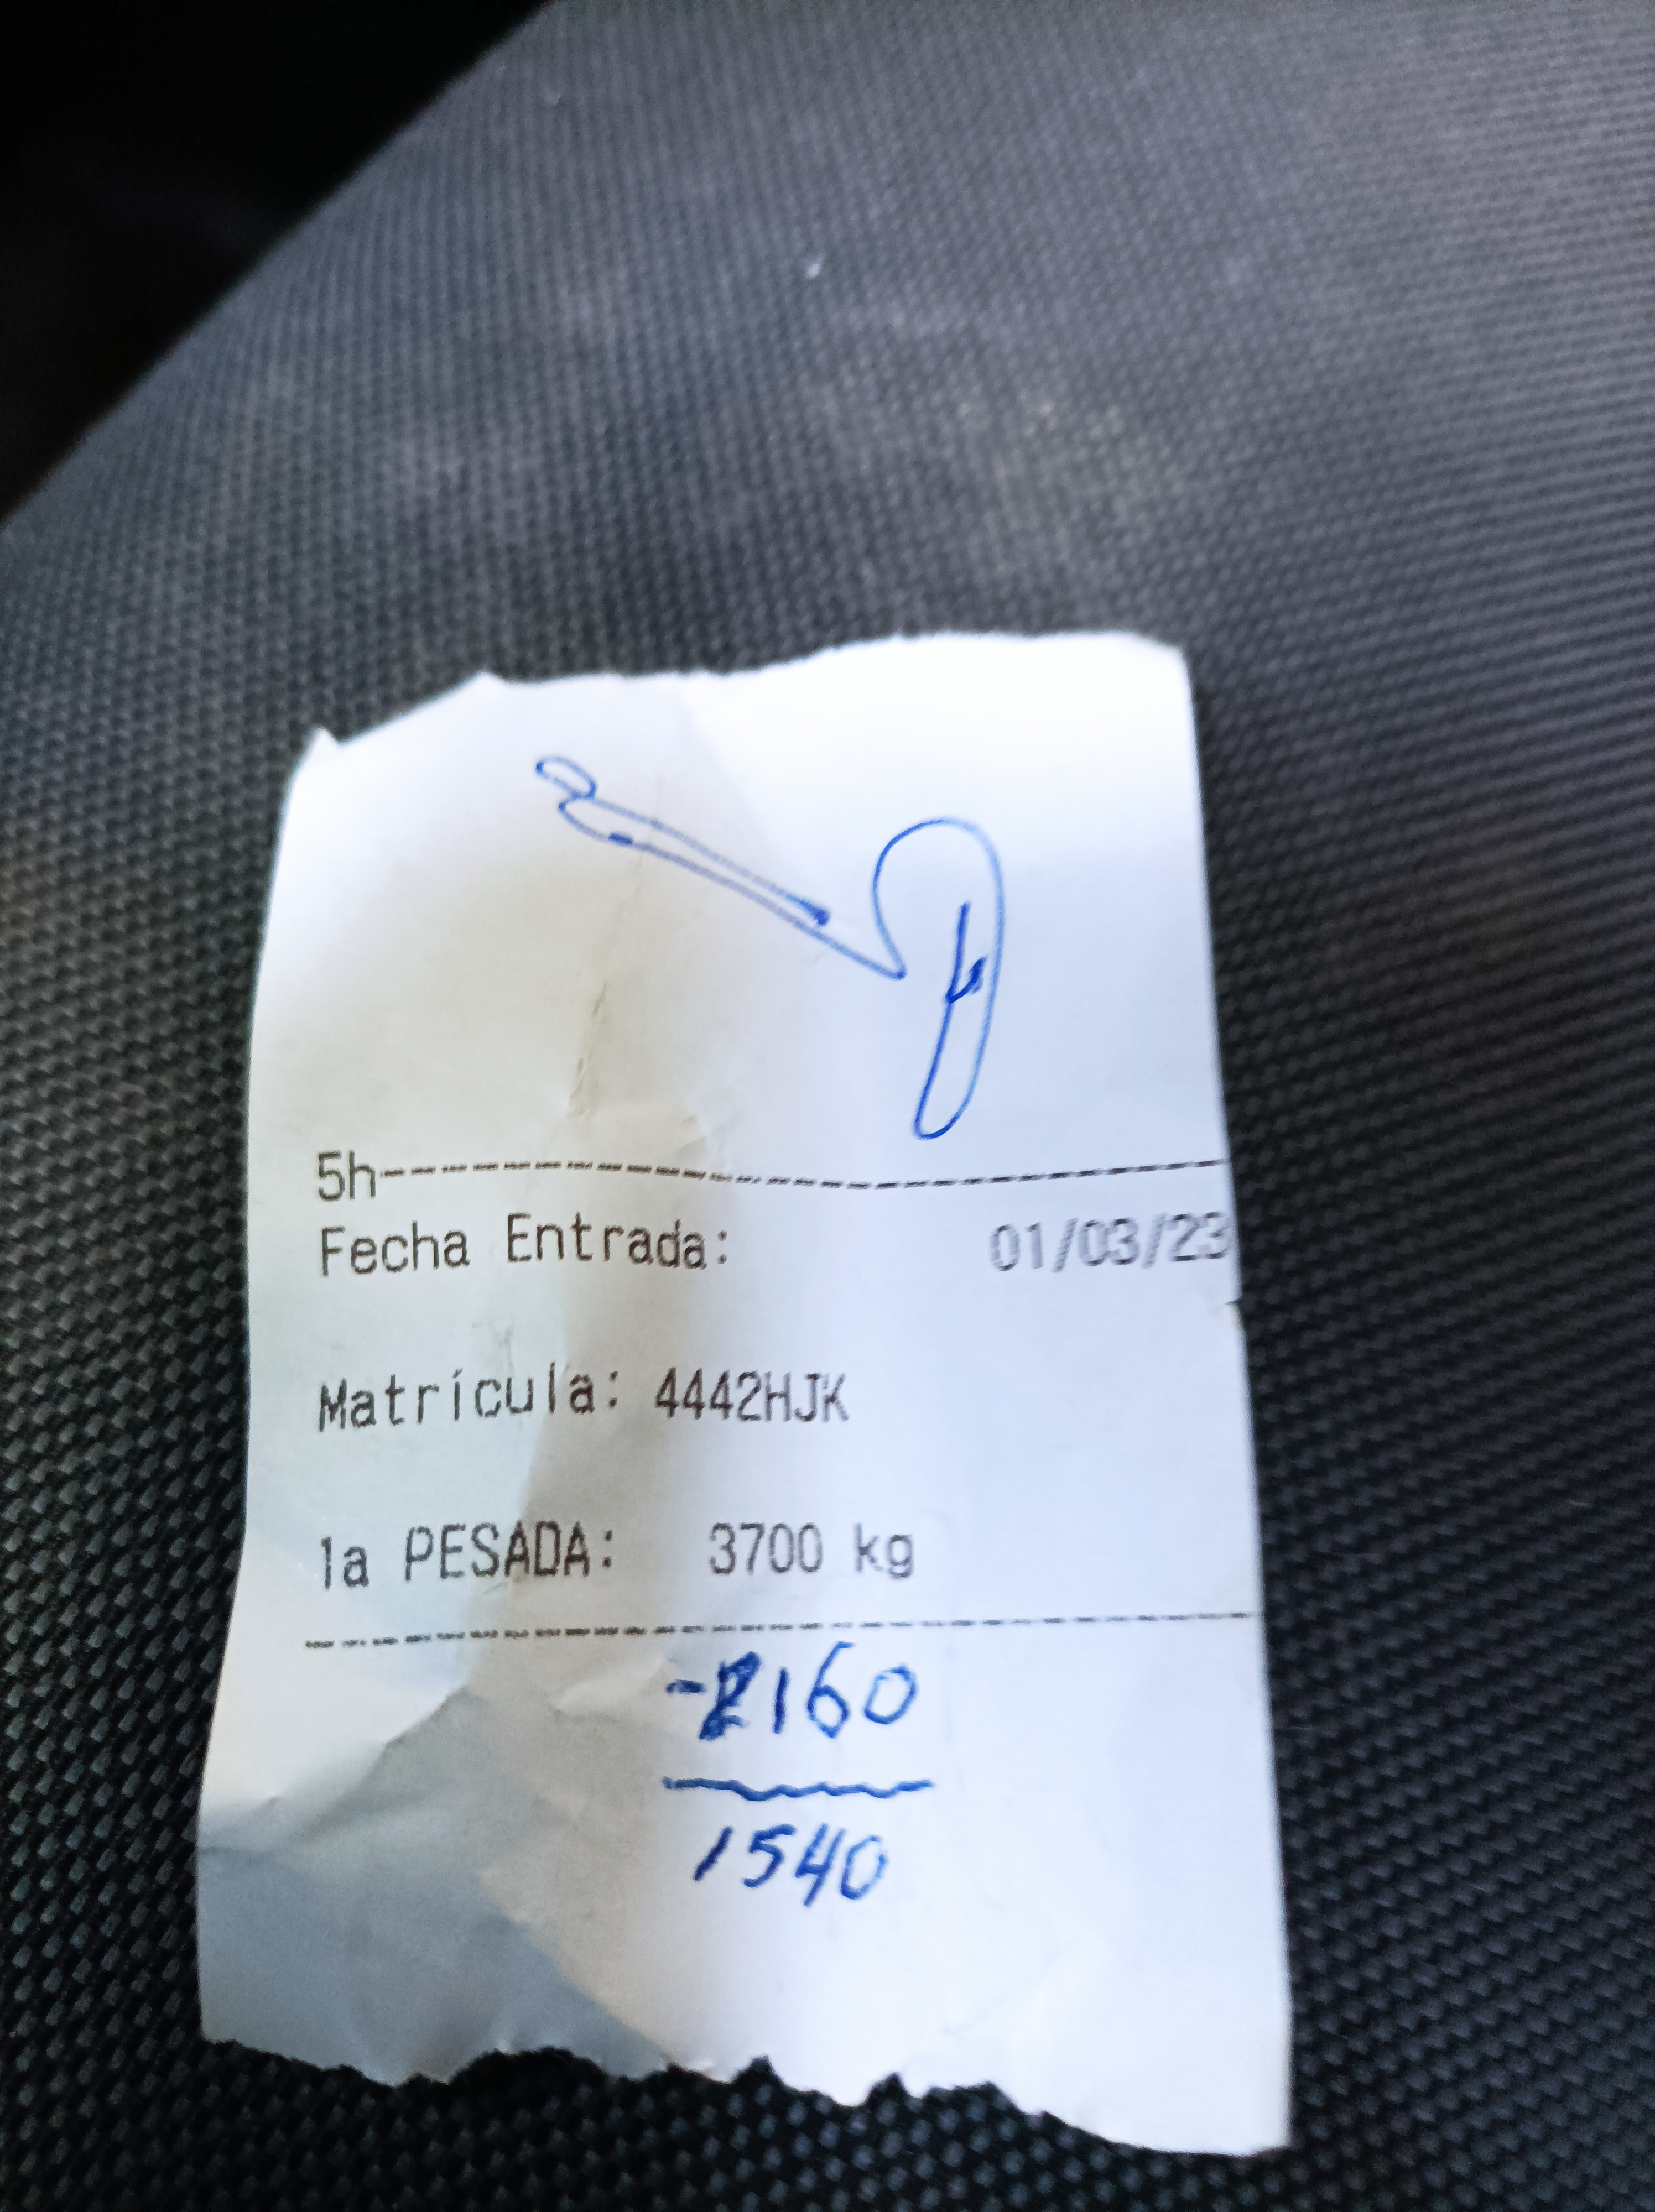 5h------------------------------
Fecha Entrada: 01/03/23
Matrícula: 4442HJK
1a PESADA: 3700 kg
--------------------------------
-2160
1540